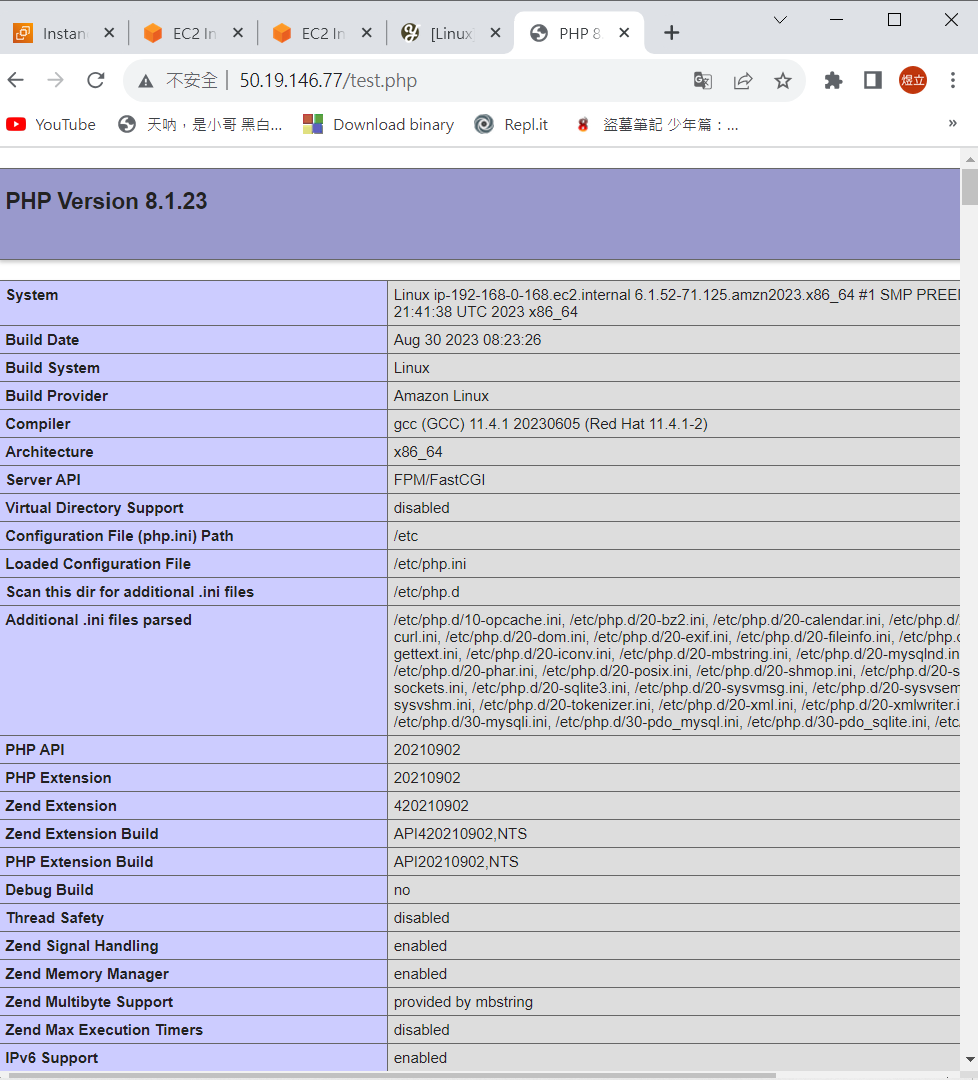 Instan
EC2 In
EC2 In
[Linux
PHP 8.
不安全
50.19.146.77/test.php
煜立
YouTube
天吶，是小哥 黑白...
Download binary
Repl.it
盜墓筆記 少年篇：...
»
PHP Version 8.1.23
System
Linux ip-192-168-0-168.ec2.internal 6.1.52-71.125.amzn2023.x86_64 #1 SMP
21:41:38 UTC 2023 x86_64
Build Date
Aug 30 2023 08:23:26
Build System
Linux
Build Provider
Amazon Linux
Compiler
gcc (GCC) 11.4.1 20230605 (Red Hat 11.4.1-2)
Architecture
x86_64
Server API
FPM/FastCGI
Virtual Directory Support
disabled
Configuration File (php.ini) Path
/etc
Loaded Configuration File
/etc/php.ini
Scan this dir for additional .ini files
/etc/php.d
Additional .ini files parsed
/etc/php.d/10-opcache.ini, /etc/php.d/20-bz2.ini, /etc/php.d/20-calendar.ini, /etc/php.d/
curl.ini, /etc/php.d/20-dom.ini, /etc/php.d/20-exif.ini, /etc/php.d/20-fileinfo.ini, /etc/php.
gettext.ini, /etc/php.d/20-iconv.ini, /etc/php.d/20-mbstring.ini, /etc/php.d/20-mysqlnd.in
/etc/php.d/20-phar.ini, /etc/php.d/20-posix.ini, /etc/php.d/20-shmop.ini, /etc/php.d/20-s
sockets.ini, /etc/php.d/20-sqlite3.ini, /etc/php.d/20-sysvmsg.ini, /etc/php.d/20-sysvsem
sysvshm.ini, /etc/php.d/20-tokenizer.ini, /etc/php.d/20-xml.ini, /etc/php.d/20-xmlwriter.i
/etc/php.d/30-mysqli.ini, /etc/php.d/30-pdo_mysql.ini, /etc/php.d/30-pdo_sqlite.ini, /etc/
PHP API
20210902
PHP Extension
20210902
Zend Extension
420210902
Zend Extension Build
API420210902,NTS
PHP Extension Build
API20210902,NTS
Debug Build
no
Thread Safety
disabled
Zend Signal Handling
enabled
Zend Memory Manager
enabled
Zend Multibyte Support
provided by mbstring
Zend Max Execution Timers
disabled
IPv6 Support
enabled